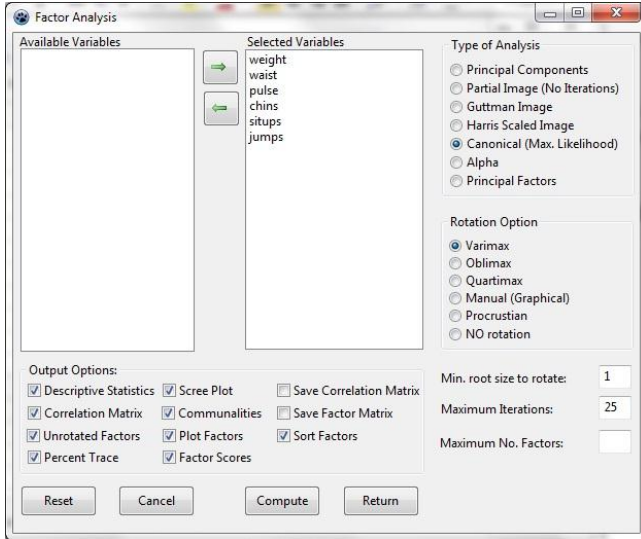 Factor Analysis
Available Variables
Selected Variables
weight
waist
pulse
chins
situps
jumps
Type of Analysis
Principal Components
Partial Image (No Iterations)
Guttman Image
Harris Scaled Image
Canonical (Max. Likelihood)
Alpha
Principal Factors
Rotation Option
Varimax
Oblimax
Quartimax
Manual (Graphical)
Procrustian
NO rotation
Output Options:
Descriptive Statistics
Scree Plot
Save Correlation Matrix
Correlation Matrix
Communalities
Save Factor Matrix
Unrotated Factors
Plot Factors
Sort Factors
Percent Trace
Factor Scores
Min. root size to rotate: 1
Maximum Iterations: 25
Maximum No. Factors:
Reset
Cancel
Compute
Return